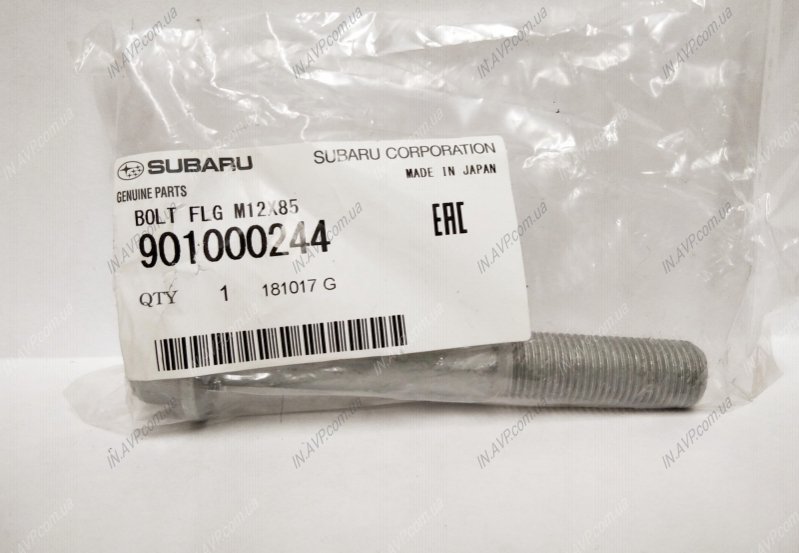 SUBARU SUBARU CORPORATION
GENUINE PARTS MADE IN JAPAN
BOLT FLG M12X85
901000244 EAC
QTY 1 181017 G
IN.AVP.com.ua